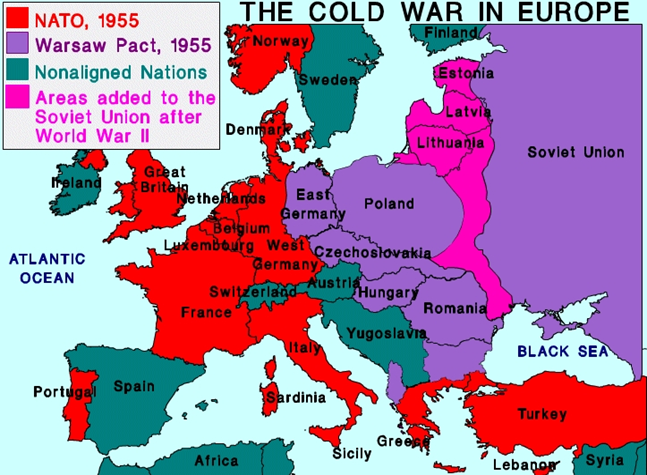 THE COLD WAR IN EUROPE
NATO, 1955
Warsaw Pact, 1955
Nonaligned Nations
Areas added to the
Soviet Union after
World War II
Norway
Finland
Sweden
Estonia
Latvia
Denmark
Lithuania
Soviet Union
Ireland
Great
Britain
Netherlands
East
Germany
Poland
Belgium
Luxembourg
West
Germany
Czechoslovakia
ATLANTIC
OCEAN
Switzerland
Austria
Hungary
France
Romania
Yugoslavia
Italy
BLACK SEA
Portugal
Spain
Sardinia
Turkey
Greece
Sicily
Africa
Lebanon
Syria